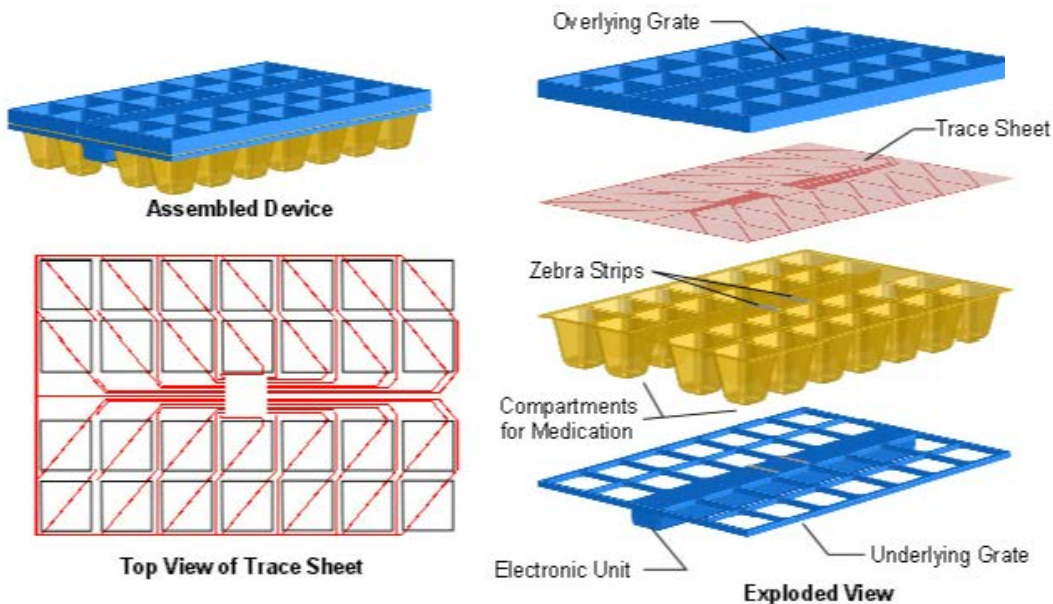 Overlying Grate
Trace Sheet
Assembled Device
Zebra Strips
Compartments
for Medication
Top View of Trace Sheet
Electronic Unit
Underlying Grate
Exploded View